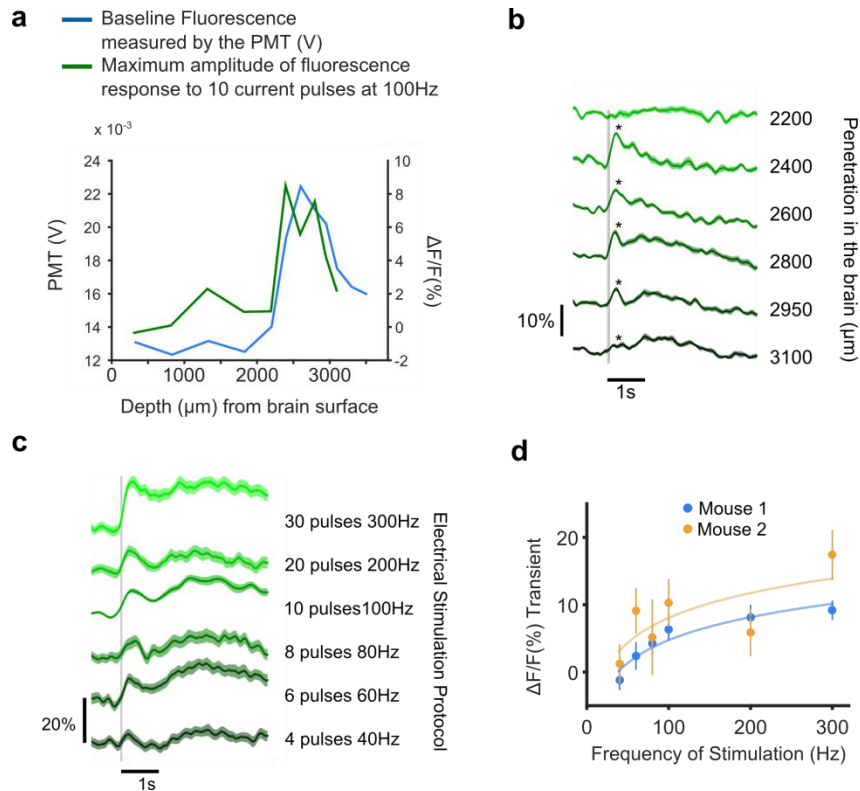 a
Baseline Fluorescence
measured by the PMT (V)
Maximum amplitude of fluorescence
response to 10 current pulses at 100Hz
x 10⁻³
24
22
20
18
16
14
12
PMT (V)
10
8
6
4
2
0
-2
ΔF/F(%)
0 1000 2000 3000
Depth (µm) from brain surface
b
2200
*
2400
*
2600
*
2800
*
2950
*
3100
10%
1s
Penetration in the brain (µm)
c
30 pulses 300Hz
20 pulses 200Hz
10 pulses100Hz
8 pulses 80Hz
6 pulses 60Hz
4 pulses 40Hz
20%
1s
Electrical Stimulation Protocol
d
Mouse 1
Mouse 2
20
10
0
ΔF/F(%) Transient
0 100 200 300
Frequency of Stimulation (Hz)